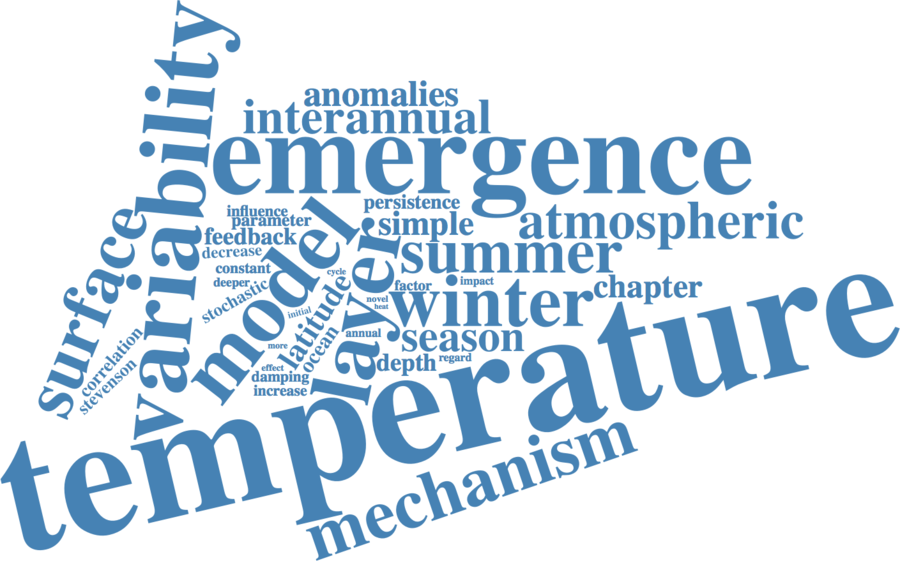 variability
anomalies
interannual
emergence
persistence
influence
parameter
simple
atmospheric
surface
feedback
decrease
model
layer
summer
constant
deeper
cycle
stochastic
latitude
factor
impact
winter
chapter
novel
heat
initial
correlation
stevenson
annual
ocean
season
more
depth
regard
effect
damping
increase
temperature
mechanism